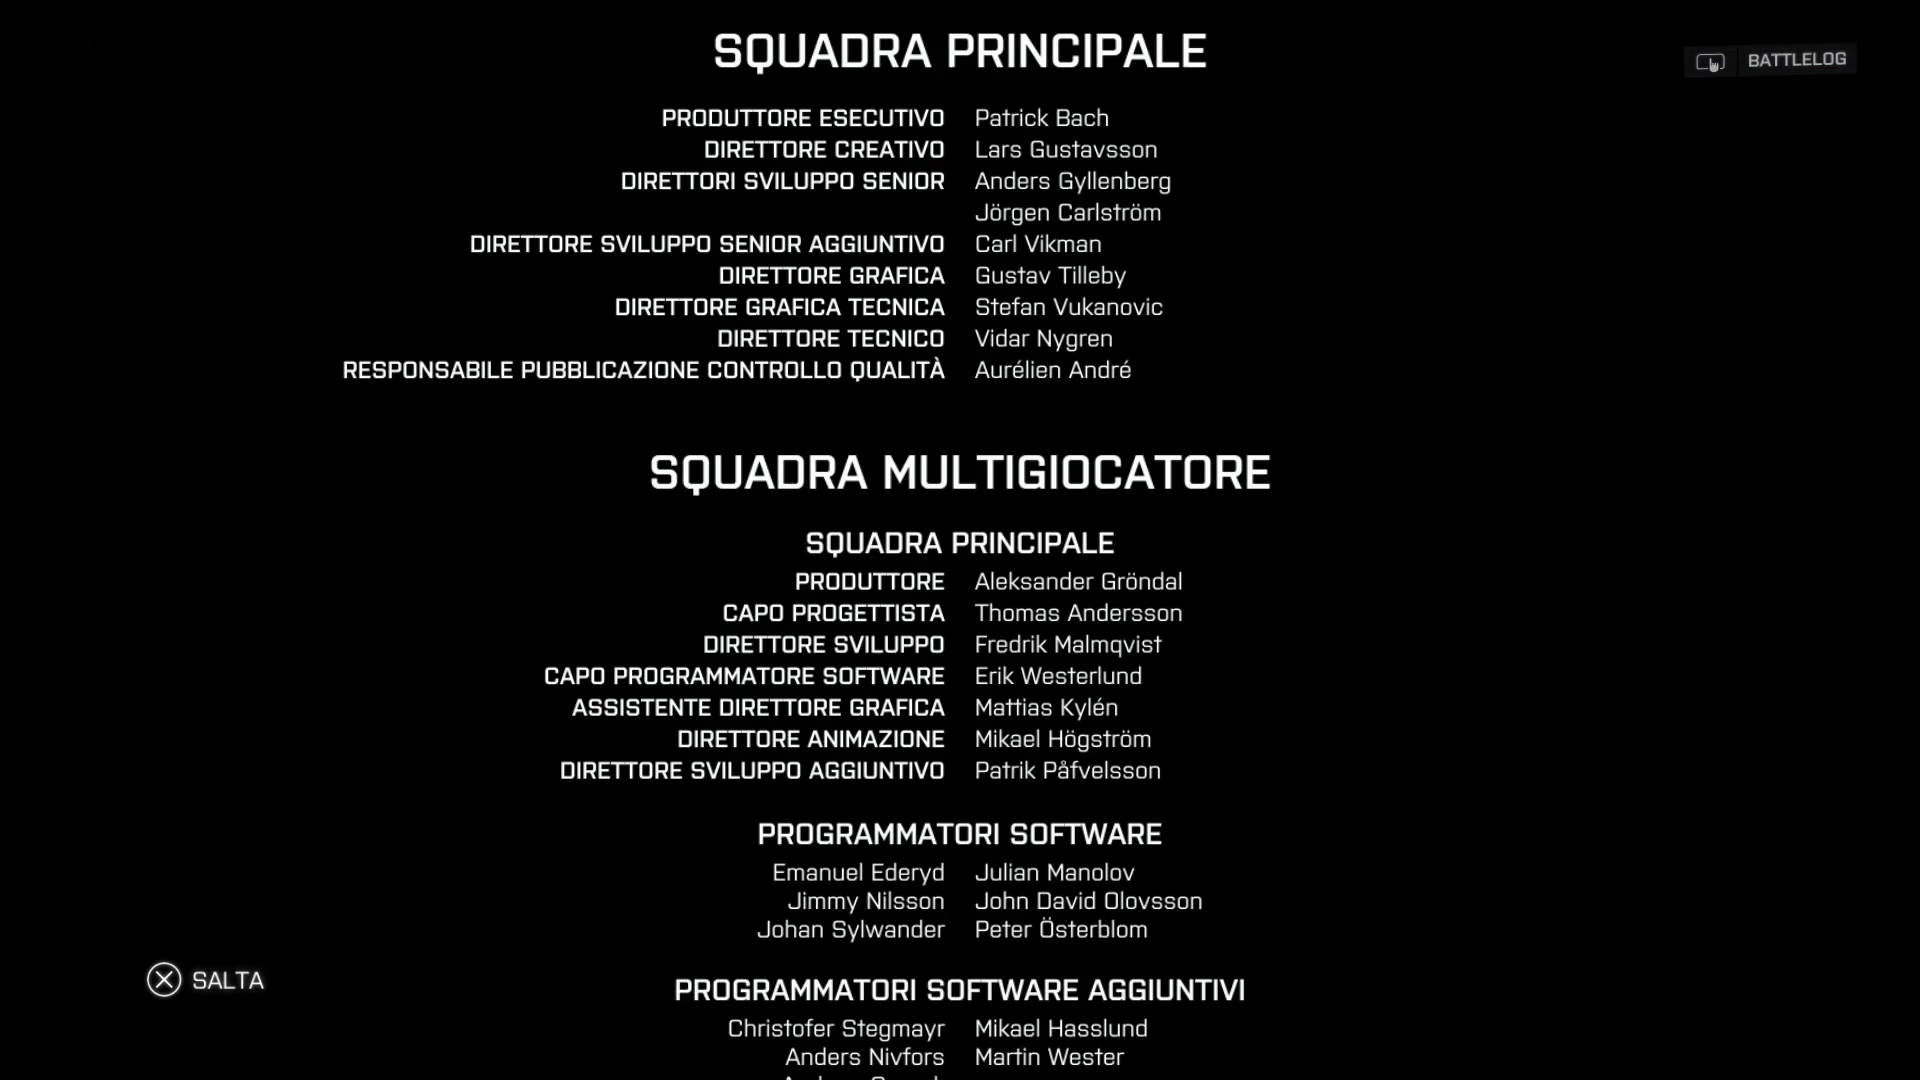 SQUADRA PRINCIPALE
BATTLELOG
PRODUTTORE ESECUTIVO Patrick Bach
DIRETTORE CREATIVO Lars Gustavsson
DIRETTORI SVILUPPO SENIOR Anders Gyllenberg
Jörgen Carlström
DIRETTORE SVILUPPO SENIOR AGGIUNTIVO Carl Vikman
DIRETTORE GRAFICA Gustav Tilleby
DIRETTORE GRAFICA TECNICA Stefan Vukanovic
DIRETTORE TECNICO Vidar Nygren
RESPONSABILE PUBBLICAZIONE CONTROLLO QUALITÀ Aurélien André
SQUADRA MULTIGIOCATORE
SQUADRA PRINCIPALE
PRODUTTORE Aleksander Gröndal
CAPO PROGETTISTA Thomas Andersson
DIRETTORE SVILUPPO Fredrik Malmqvist
CAPO PROGRAMMATORE SOFTWARE Erik Westerlund
ASSISTENTE DIRETTORE GRAFICA Mattias Kylén
DIRETTORE ANIMAZIONE Mikael Högström
DIRETTORE SVILUPPO AGGIUNTIVO Patrik Påfvelsson
PROGRAMMATORI SOFTWARE
Emanuel Ederyd Julian Manolov
Jimmy Nilsson John David Olovsson
Johan Sylwander Peter Österblom
SALTA
PROGRAMMATORI SOFTWARE AGGIUNTIVI
Christofer Stegmayr Mikael Hasslund
Anders Nivfors Martin Wester